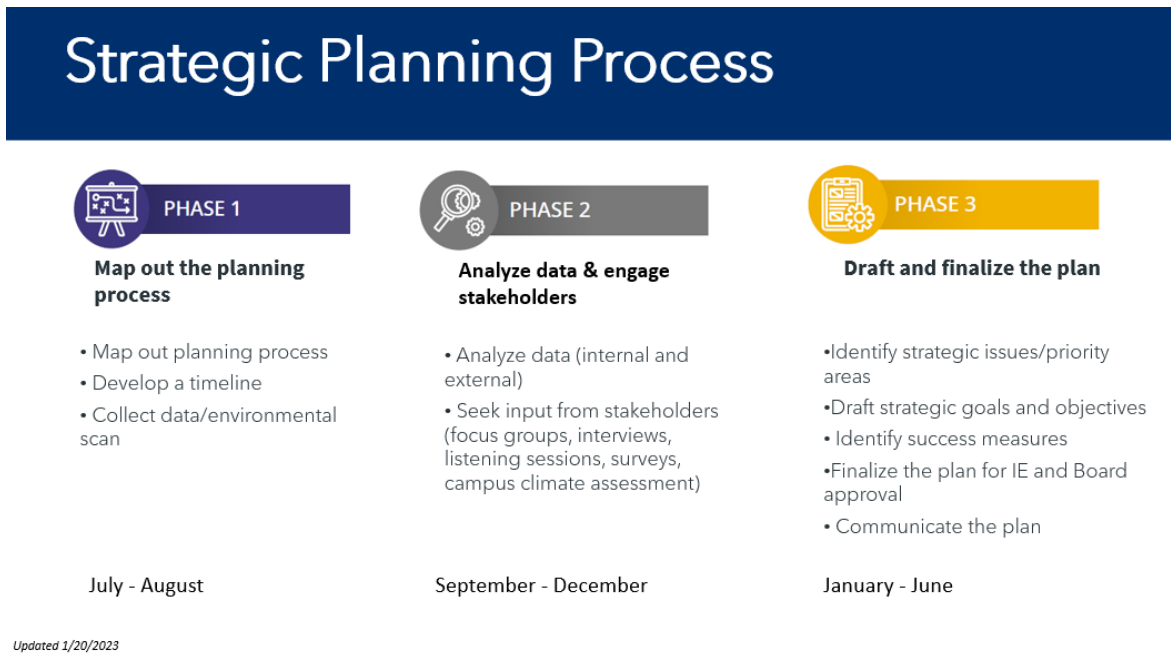 Strategic Planning Process
PHASE 1
Map out the planning
process
• Map out planning process
• Develop a timeline
• Collect data/environmental
scan
July - August
PHASE 2
Analyze data & engage
stakeholders
• Analyze data (internal and
external)
• Seek input from stakeholders
(focus groups, interviews,
listening sessions, surveys,
campus climate assessment)
September - December
PHASE 3
Draft and finalize the plan
•Identify strategic issues/priority
areas
•Draft strategic goals and objectives
• Identify success measures
•Finalize the plan for IE and Board
approval
• Communicate the plan
January - June
Updated 1/20/2023